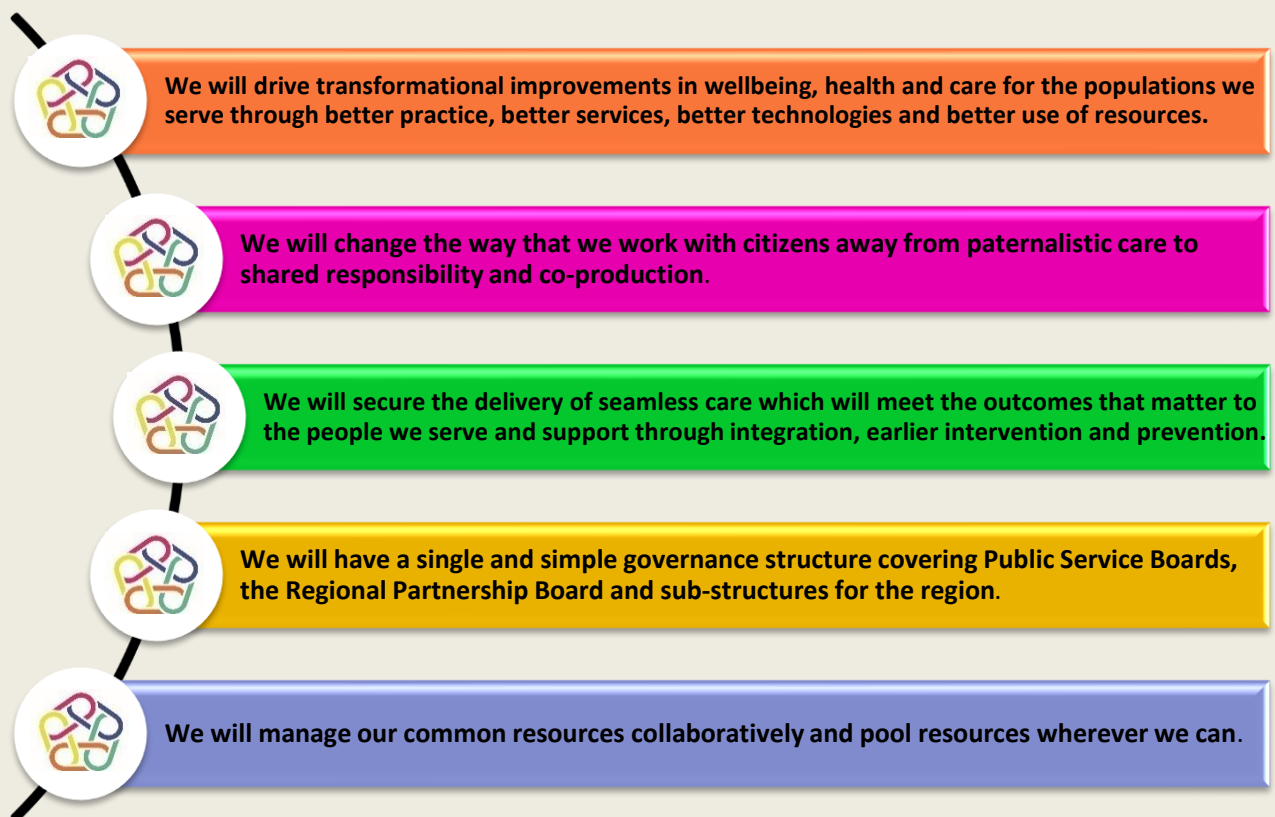 We will drive transformational improvements in wellbeing, health and care for the populations we
serve through better practice, better services, better technologies and better use of resources.
We will change the way that we work with citizens away from paternalistic care to
shared responsibility and co-production.
We will secure the delivery of seamless care which will meet the outcomes that matter to
the people we serve and support through integration, earlier intervention and prevention.
We will have a single and simple governance structure covering Public Service Boards,
the Regional Partnership Board and sub-structures for the region.
We will manage our common resources collaboratively and pool resources wherever we can.